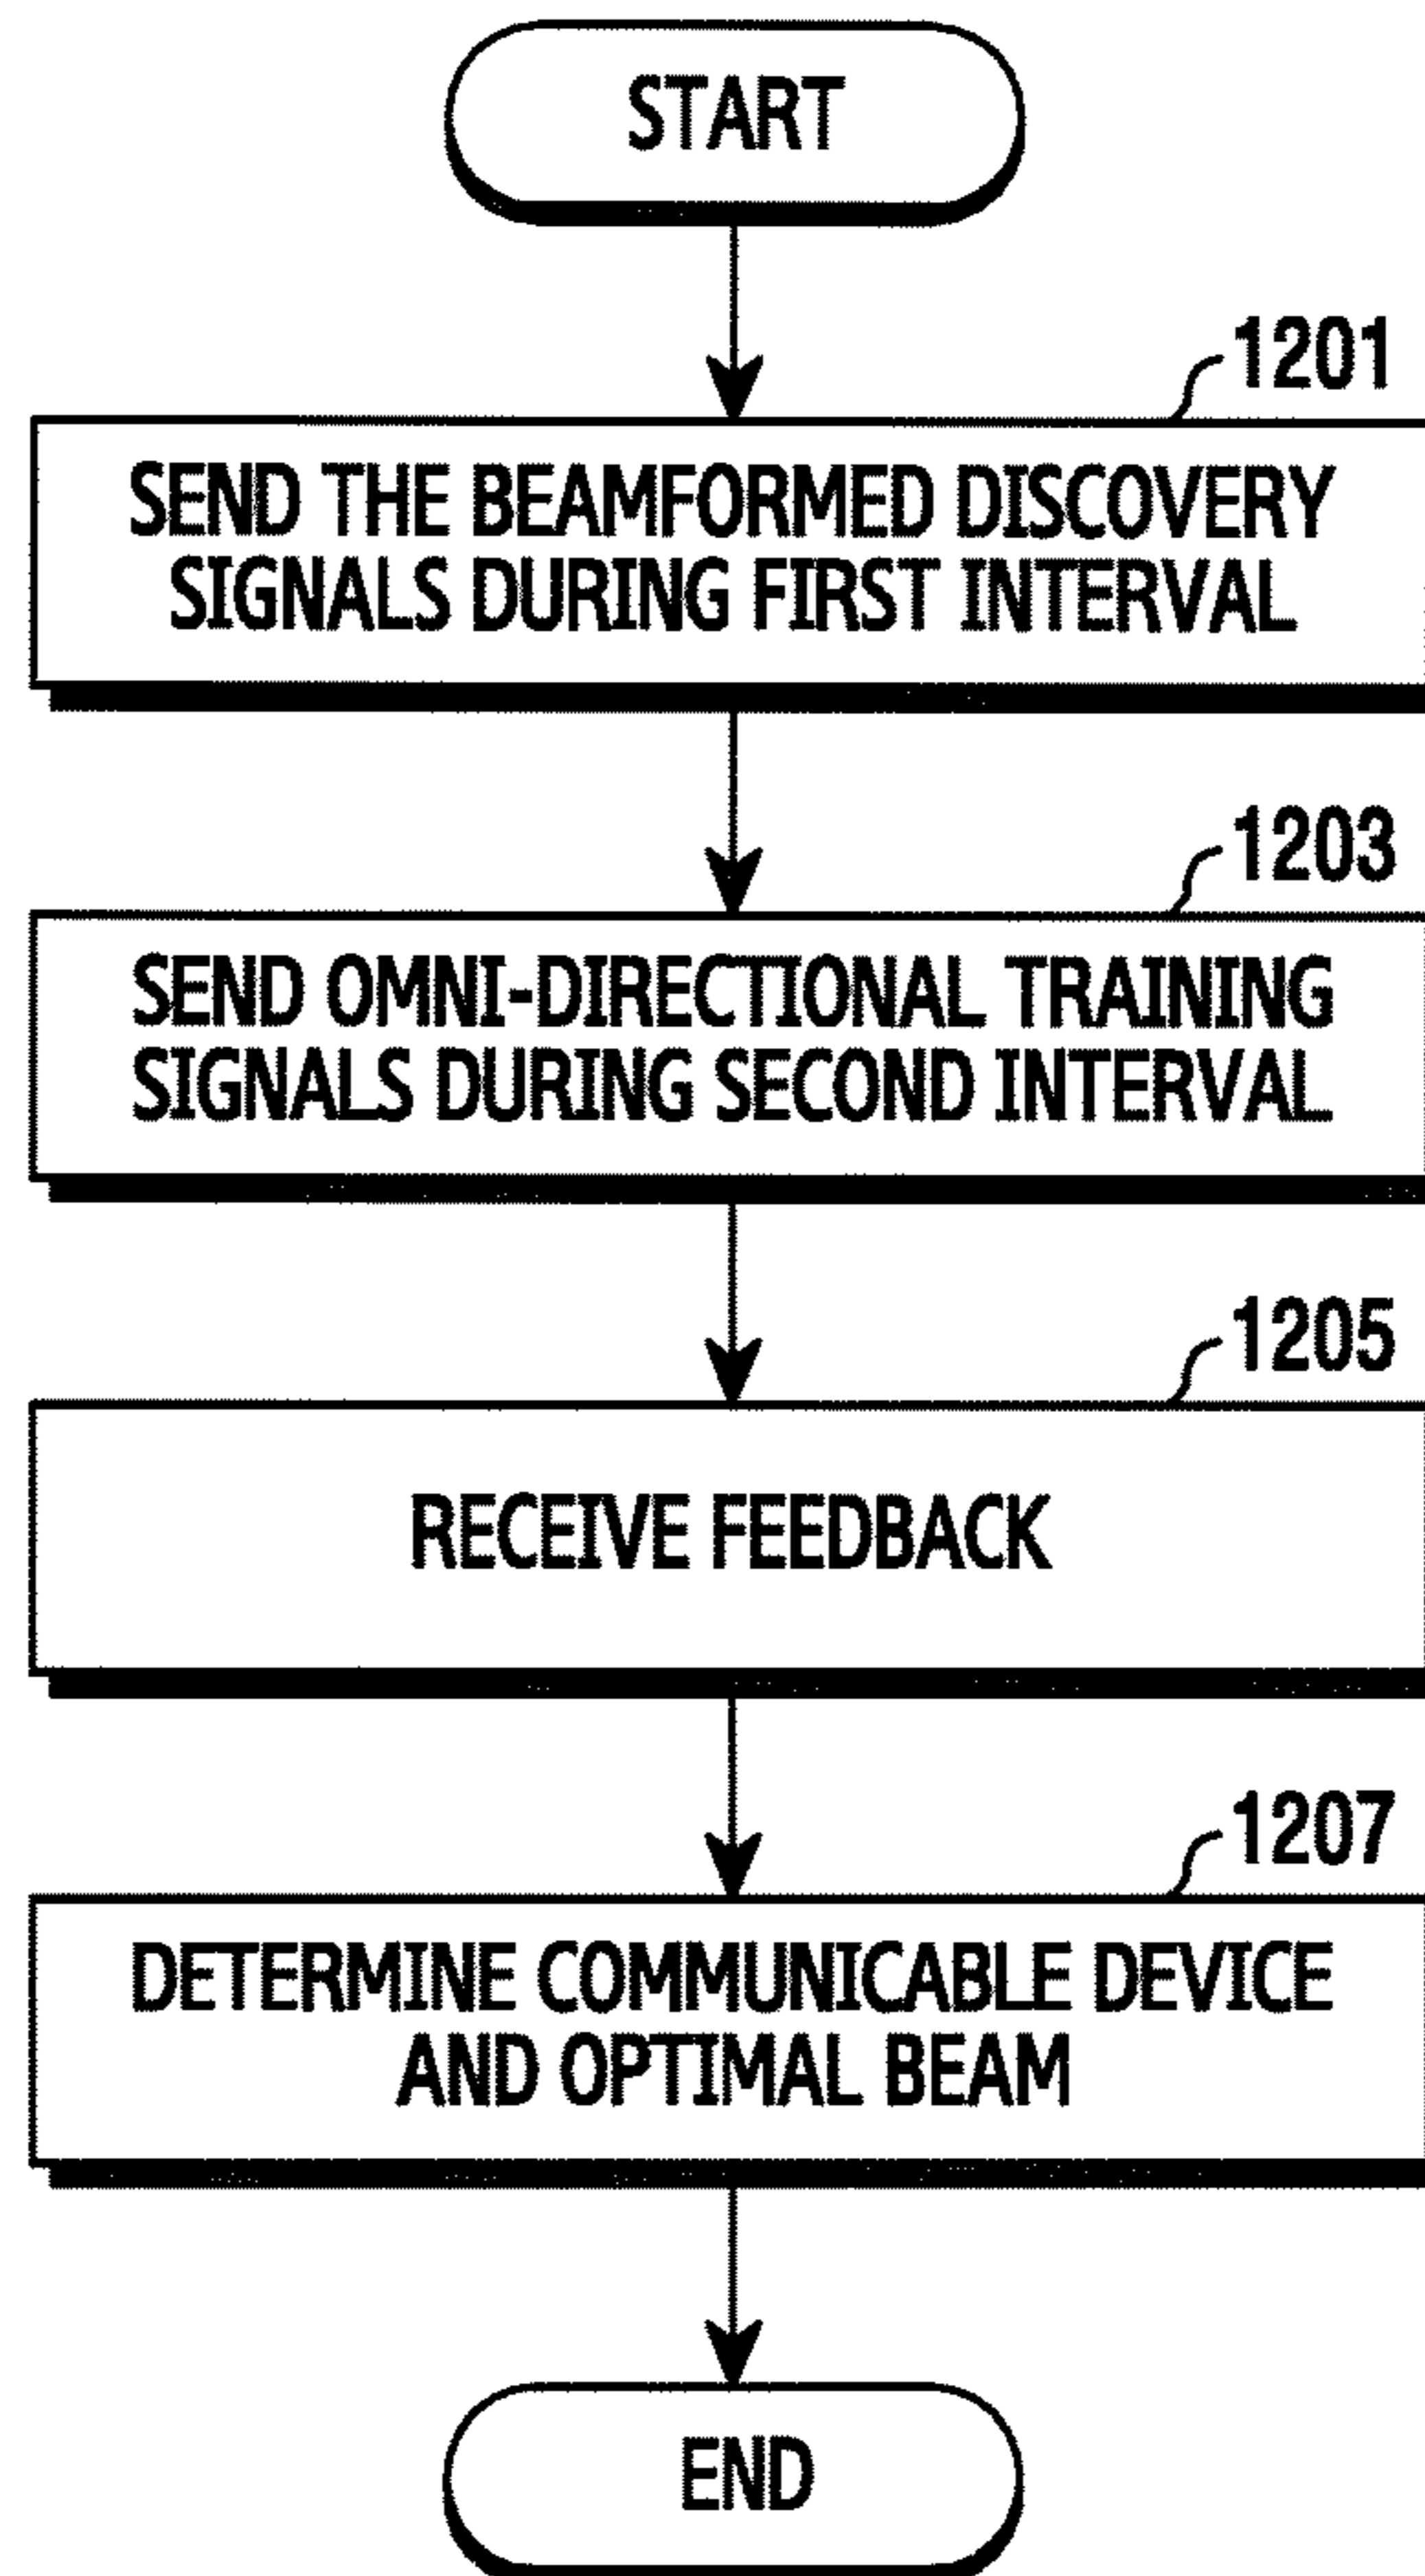 START
1201
SEND THE BEAMFORMED DISCOVERY
SIGNALS DURING FIRST INTERVAL
1203
SEND OMNI-DIRECTIONAL TRAINING
SIGNALS DURING SECOND INTERVAL
1205
RECEIVE FEEDBACK
1207
DETERMINE COMMUNICABLE DEVICE
AND OPTIMAL BEAM
END